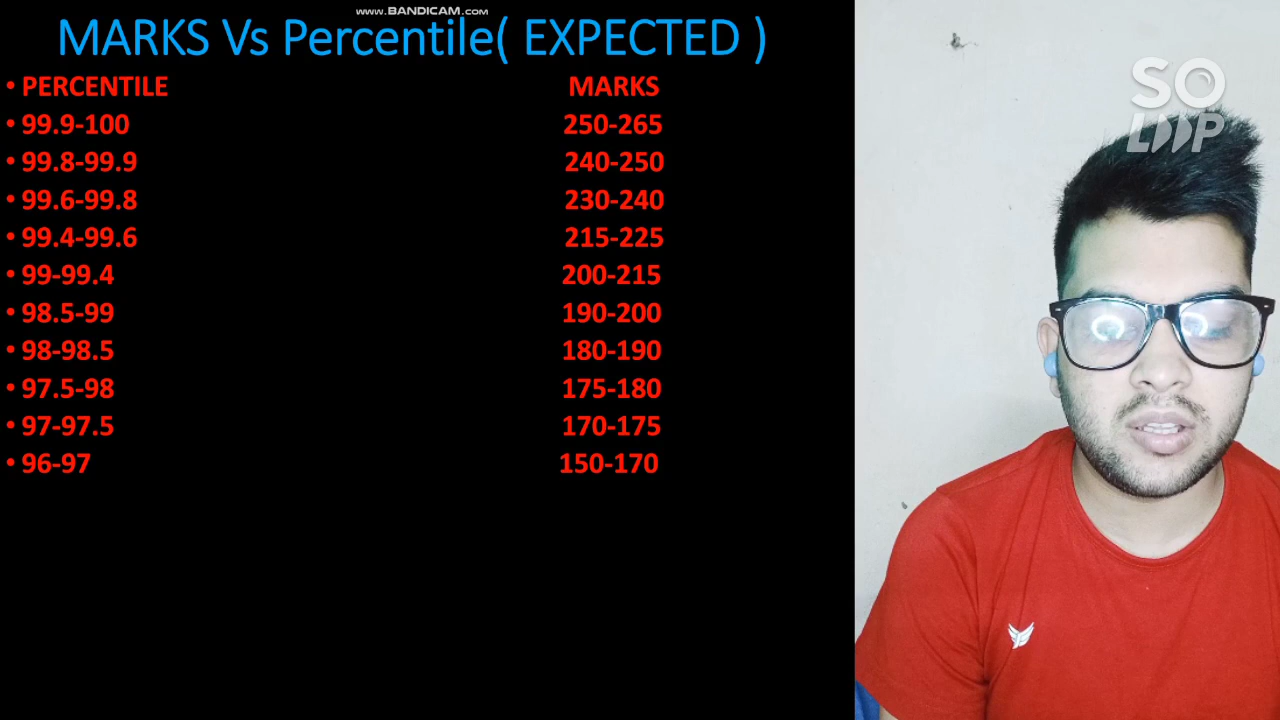 www.BANDICAM.com
MARKS Vs Percentile( EXPECTED )
• PERCENTILE MARKS
• 99.9-100 250-265
• 99.8-99.9 240-250
• 99.6-99.8 230-240
• 99.4-99.6 215-225
• 99-99.4 200-215
• 98.5-99 190-200
• 98-98.5 180-190
• 97.5-98 175-180
• 97-97.5 170-175
• 96-97 150-170
SO
LOOP